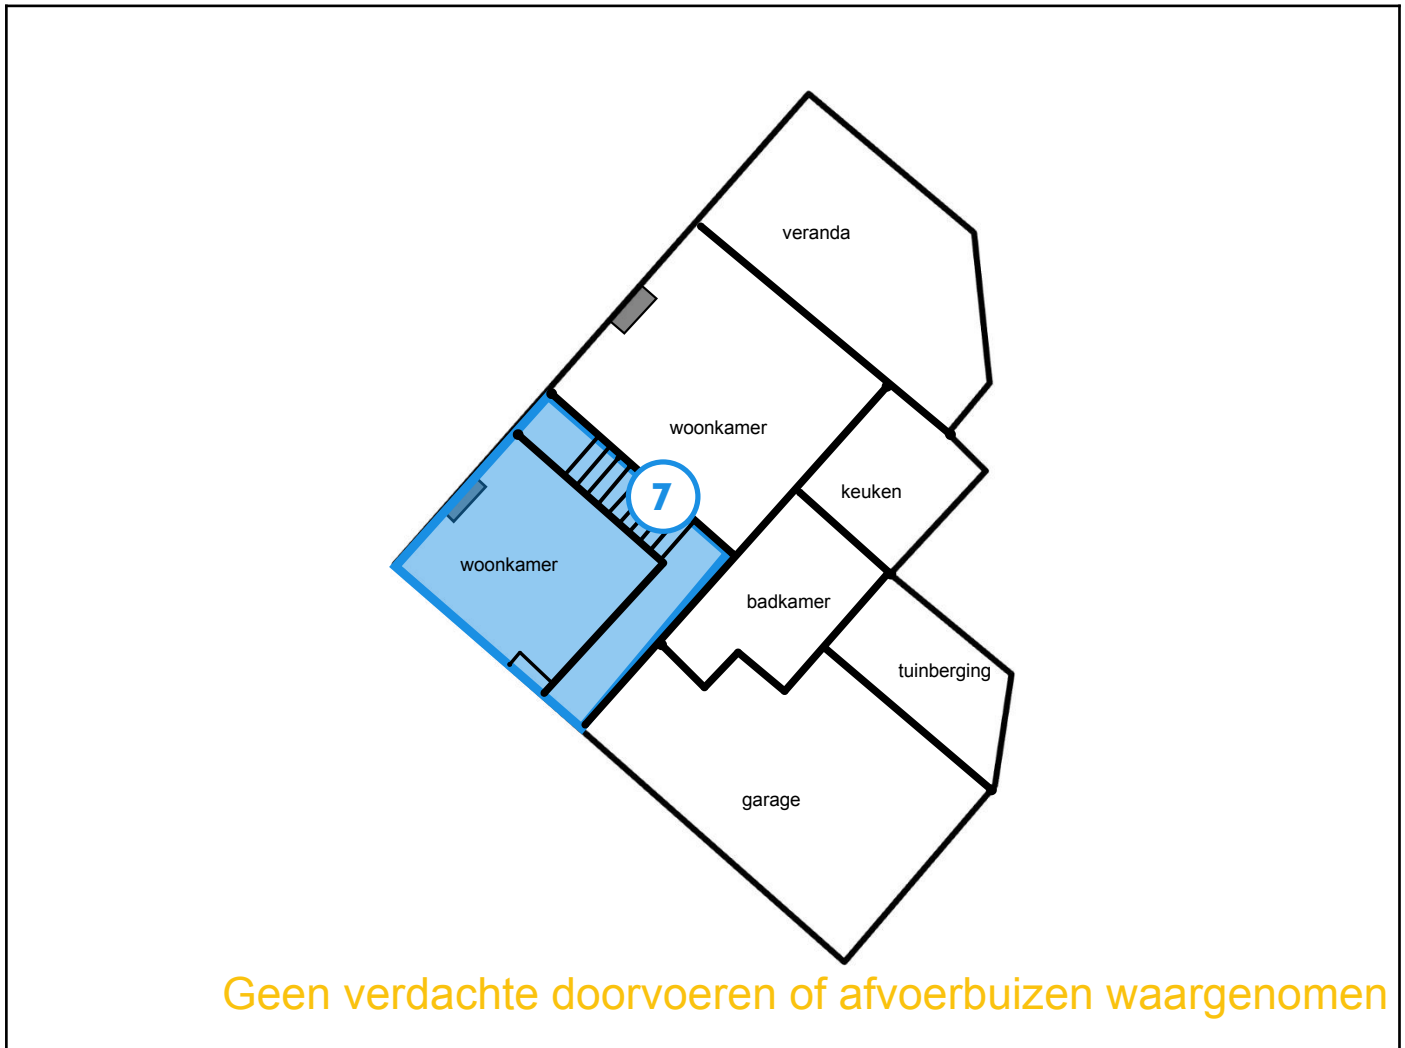 veranda
woonkamer
keuken
7
woonkamer
badkamer
tuinberging
garage
Geen verdachte doorvoeren of afvoerbuizen waargenomen